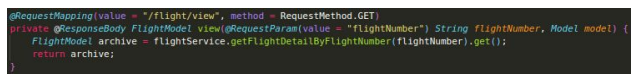 @RequestMapping(value = "/flight/view", method = RequestMethod.GET)
private @ResponseBody FlightModel view(@RequestParam(value = "flightNumber") String flightNumber, Model model) {
FlightModel archive = flightService.getFlightDetailByFlightNumber(flightNumber).get();
return archive;
}